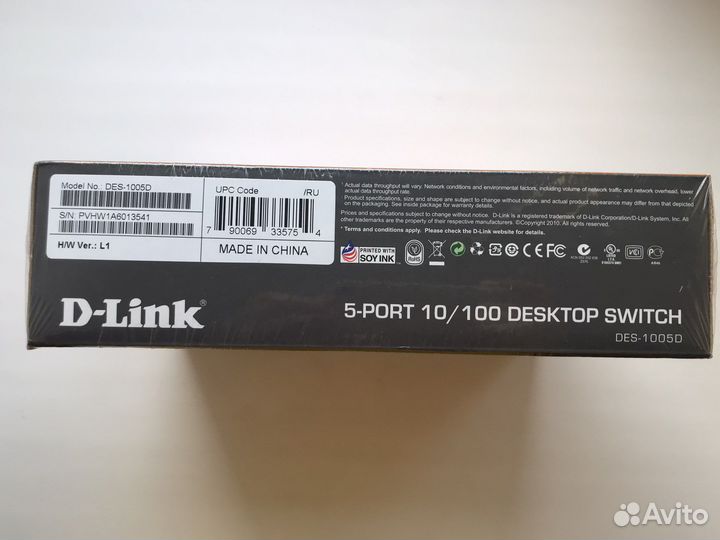 Model No.: DES-1005D
S/N: PVHW1A6013541
H/W Ver.: L1
UPC Code /RU
7 90069 33575 4
MADE IN CHINA
Actual data throughput will vary. Network conditions and environmental factors, including volume of network traffic and network overhead, lower
actual data throughput rate.
Product specifications, size and shape are subject to change without notice, and actual product appearance may differ from that depicted
on the packaging. See inside package for warranty details.
Prices and specifications subject to change without notice. D-Link is a registered trademark of D-Link Corporation/D-Link System, Inc. All
other trademarks are the property of their respective owners. ©Copyright 2010. All rights reserved.
* Terms and conditions apply. Please check the D-Link website for details.
PRINTED WITH
SOY INK
RoHS
FC CE
D-Link®
5-PORT 10/100 DESKTOP SWITCH
DES-1005D
Avito